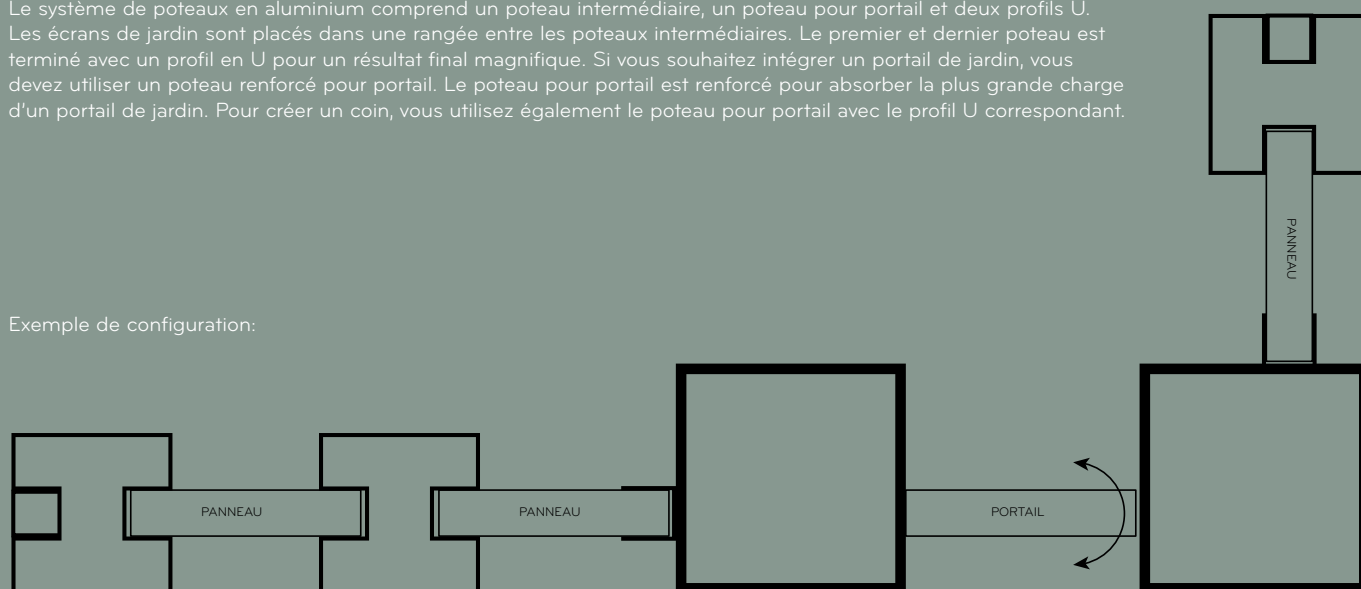 Le système de poteaux en aluminium comprend un poteau intermédiaire, un poteau pour portail et deux profils U.
Les écrans de jardin sont placés dans une rangée entre les poteaux intermédiaires. Le premier et dernier poteau est
terminé avec un profil en U pour un résultat final magnifique. Si vous souhaitez intégrer un portail de jardin, vous
devez utiliser un poteau renforcé pour portail. Le poteau pour portail est renforcé pour absorber la plus grande charge
d'un portail de jardin. Pour créer un coin, vous utilisez également le poteau pour portail avec le profil U correspondant.
PANNEAU
Exemple de configuration:
PANNEAU
PANNEAU
PORTAIL